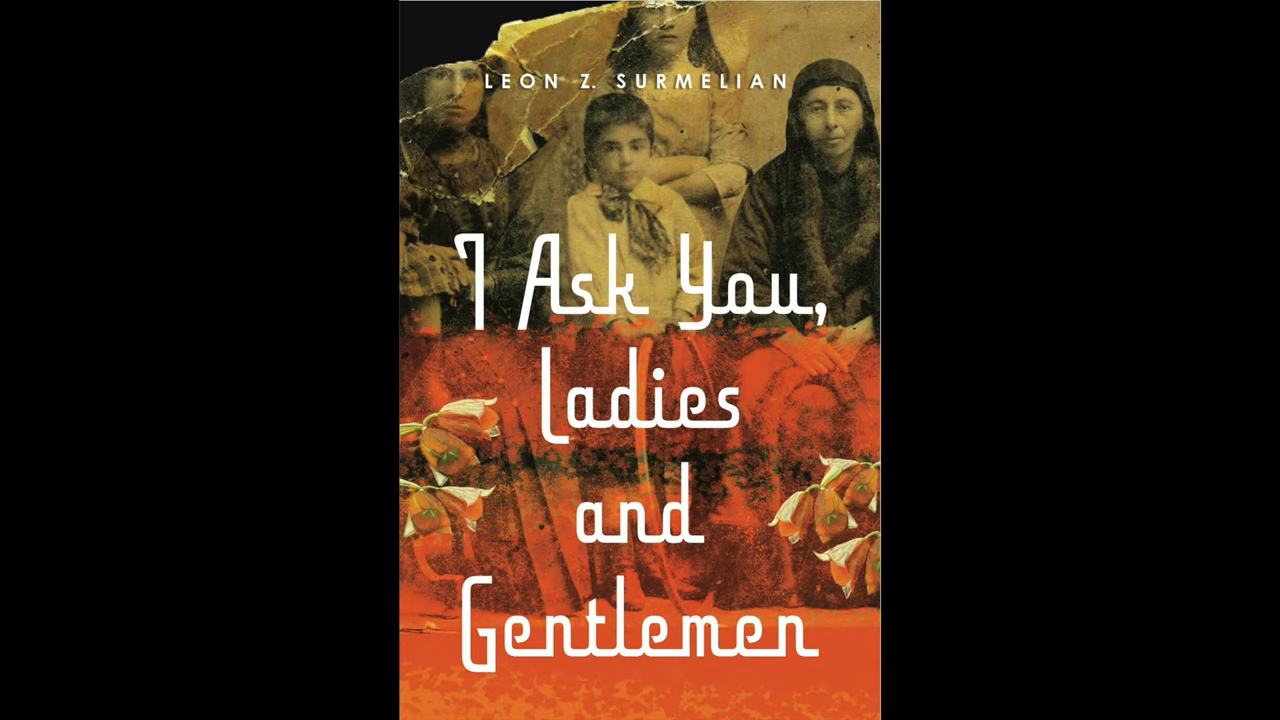 LEON Z. SURMELIAN
I Ask You,
Ladies
and
Gentlemen